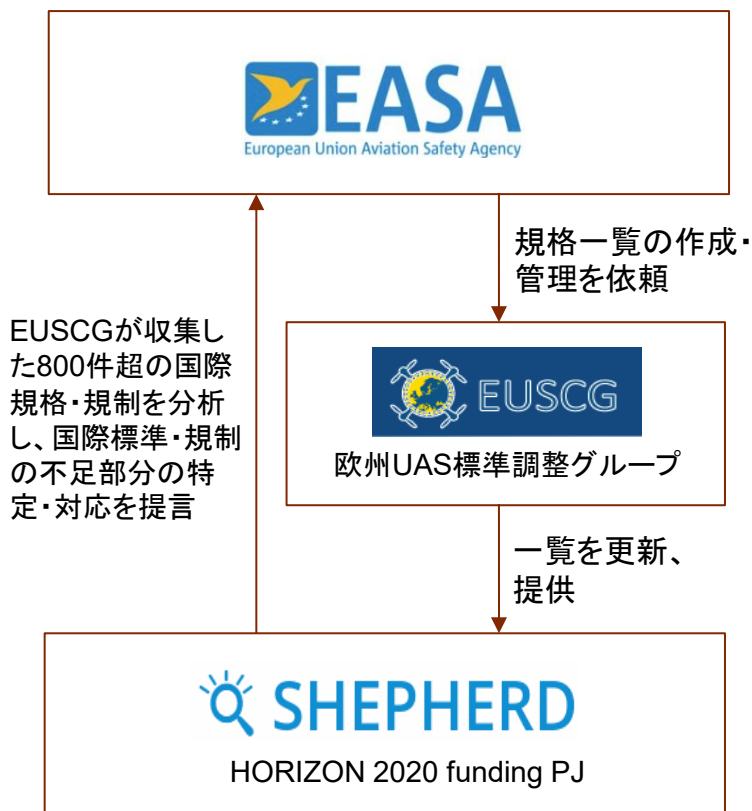 EASA
European Union Aviation Safety Agency
規格一覧の作成・
管理を依頼
EUSCGが収集し
た800件超の国際
規格・規制を分析
し、国際標準・規制
の不足部分の特
定・対応を提言
EUSCG
欧州UAS標準調整グループ
一覧を更新、
提供
SHEPHERD
HORIZON 2020 funding PJ